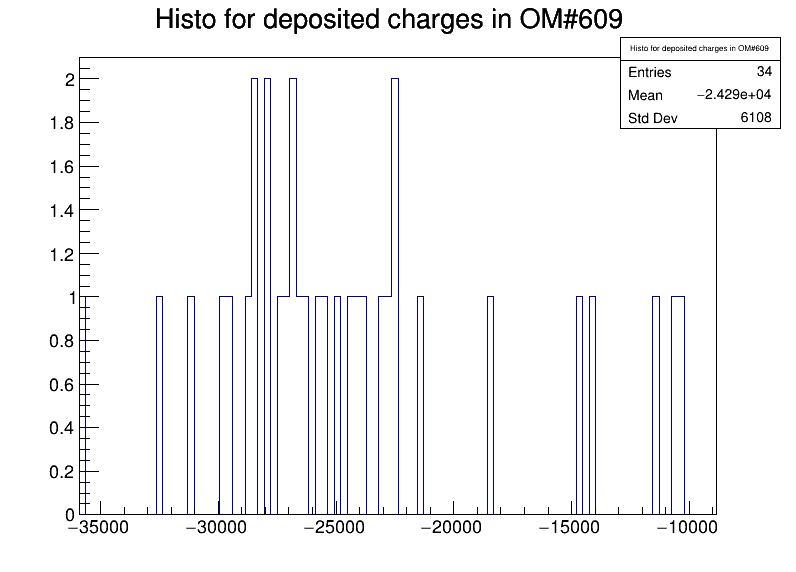 Histo for deposited charges in OM#609
Histo for deposited charges in OM#609
Entries 34
Mean −2.429e+04
Std Dev 6108
2
1.8
1.6
1.4
1.2
1
0.8
0.6
0.4
0.2
0
−35000 −30000 −25000 −20000 −15000 −10000